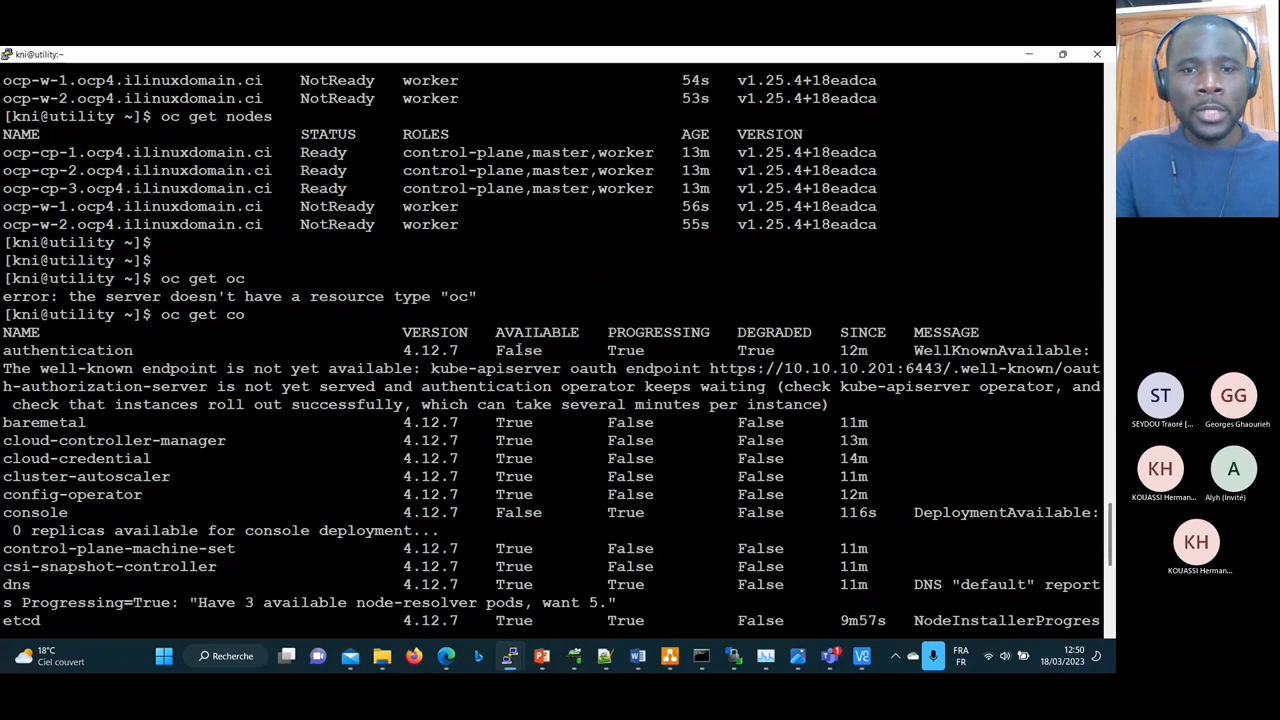 kni@utility:~
ocp-w-1.ocp4.ilinuxdomain.ci NotReady worker 54s v1.25.4+18eadca
ocp-w-2.ocp4.ilinuxdomain.ci NotReady worker 53s v1.25.4+18eadca
[kni@utility ~]$ oc get nodes
NAME STATUS ROLES AGE VERSION
ocp-cp-1.ocp4.ilinuxdomain.ci Ready control-plane,master,worker 13m v1.25.4+18eadca
ocp-cp-2.ocp4.ilinuxdomain.ci Ready control-plane,master,worker 13m v1.25.4+18eadca
ocp-cp-3.ocp4.ilinuxdomain.ci Ready control-plane,master,worker 13m v1.25.4+18eadca
ocp-w-1.ocp4.ilinuxdomain.ci NotReady worker 56s v1.25.4+18eadca
ocp-w-2.ocp4.ilinuxdomain.ci NotReady worker 55s v1.25.4+18eadca
[kni@utility ~]$
[kni@utility ~]$
[kni@utility ~]$ oc get oc
error: the server doesn't have a resource type "oc"
[kni@utility ~]$ oc get co
NAME VERSION AVAILABLE PROGRESSING DEGRADED SINCE MESSAGE
authentication 4.12.7 False True True 12m WellKnownAvailable:
The well-known endpoint is not yet available: kube-apiserver oauth endpoint https://10.10.10.201:6443/.well-known/oaut
h-authorization-server is not yet served and authentication operator keeps waiting (check kube-apiserver operator, and
check that instances roll out successfully, which can take several minutes per instance)
baremetal 4.12.7 True False False 11m
cloud-controller-manager 4.12.7 True False False 13m
cloud-credential 4.12.7 True False False 14m
cluster-autoscaler 4.12.7 True False False 11m
config-operator 4.12.7 True False False 12m
console 4.12.7 False True False 116s DeploymentAvailable:
0 replicas available for console deployment...
control-plane-machine-set 4.12.7 True False False 11m
csi-snapshot-controller 4.12.7 True False False 11m
dns 4.12.7 True True False 11m DNS "default" report
s Progressing=True: "Have 3 available node-resolver pods, want 5."
etcd 4.12.7 True True False 9m57s NodeInstallerProgres
ST
SEYDOU Traoré [...
GG
Georges Ghaourieh
KH
KOUASSI Herman...
A
Alyh (Invité)
KH
KOUASSI Herman...
18°C
Ciel couvert
Recherche
FRA
FR
12:50
18/03/2023